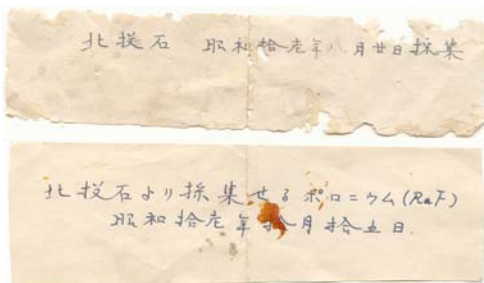 北投石 昭和拾壱年八月廿日採集
北投石より採集せるポロニウム(RaF)
昭和拾壱年拾月拾五日.